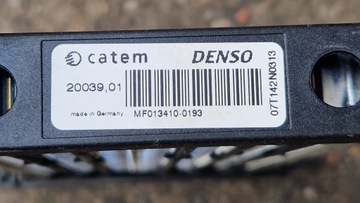 catem DENSO
20039,01
made in Germany MF013410-0193
07T142N0313